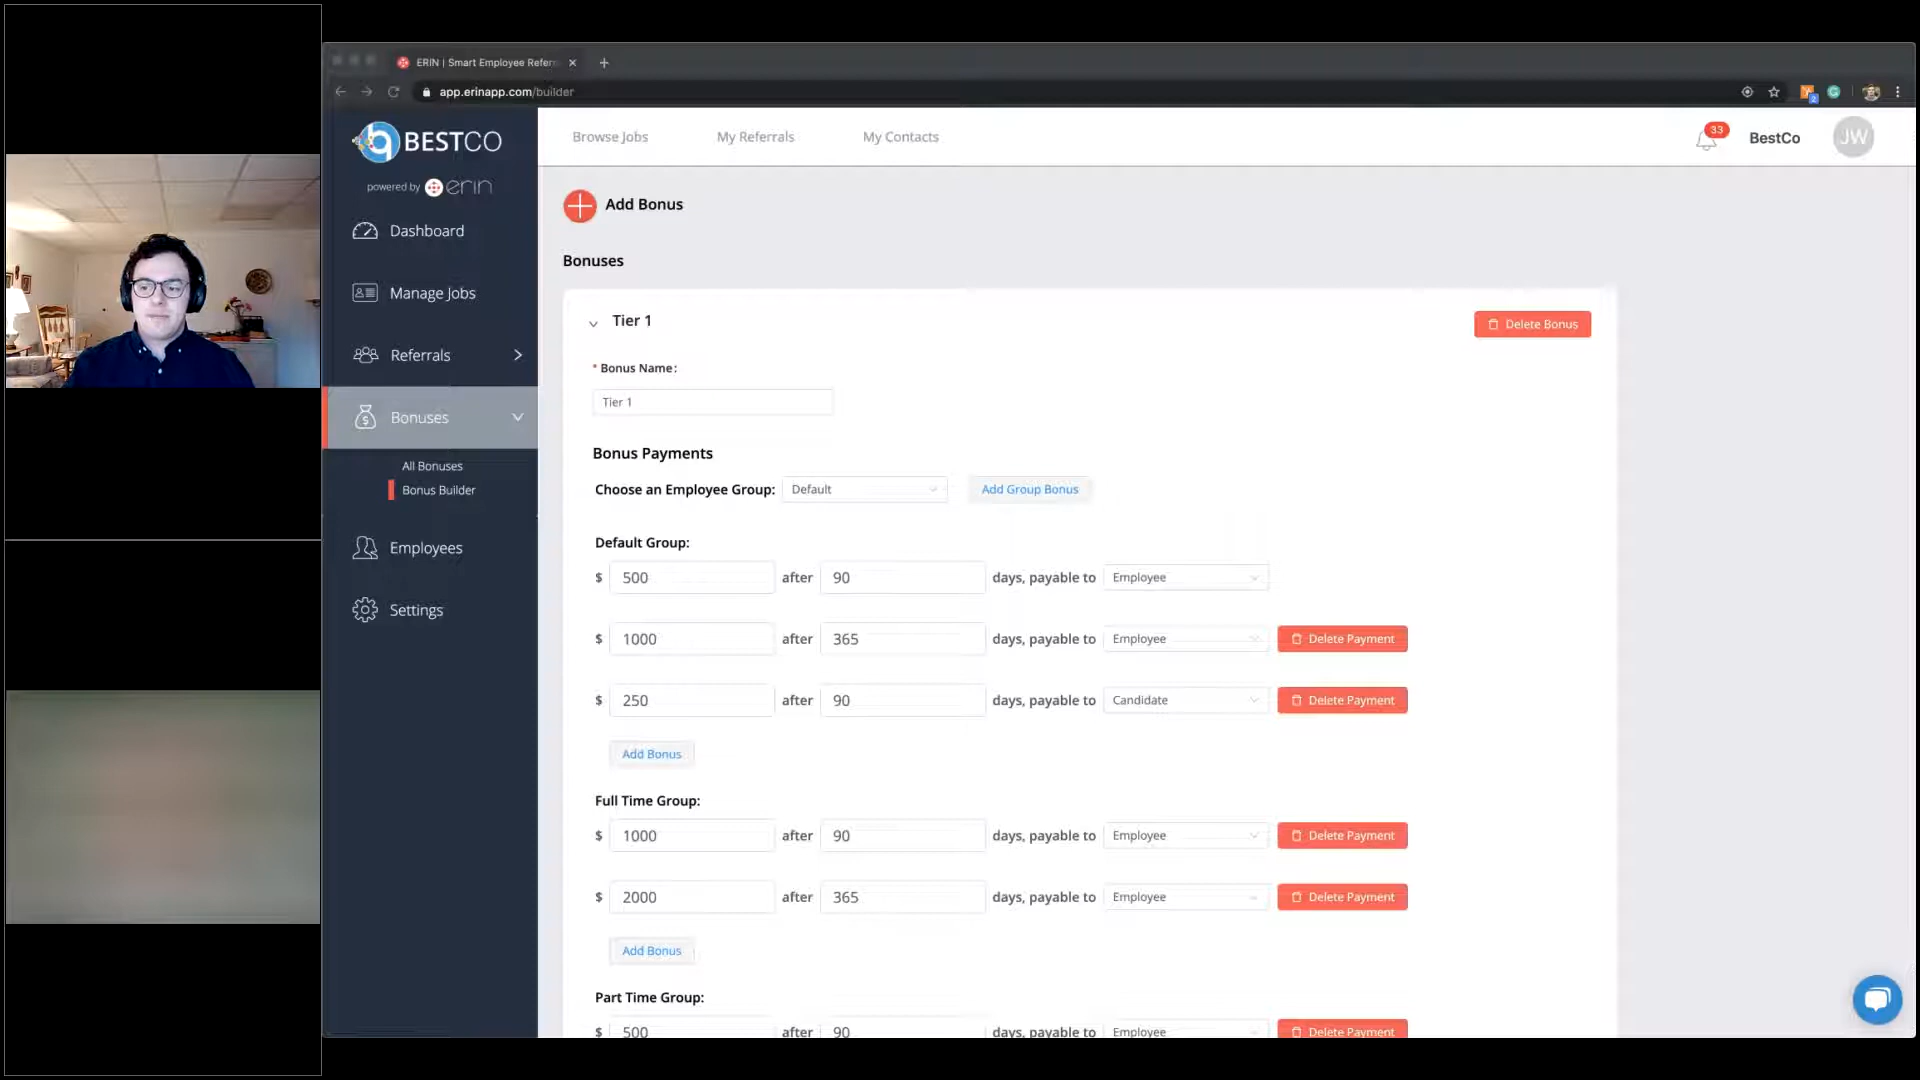 ERIN | Smart Employee Refer
app.erinapp.com/builder
BESTCO
powered by erin
Browse Jobs
My Referrals
My Contacts
33
BestCo
JW
Dashboard
Manage Jobs
Referrals
Bonuses
All Bonuses
Bonus Builder
Employees
Settings
Add Bonus
Bonuses
Tier 1
Delete Bonus
* Bonus Name:
Tier 1
Bonus Payments
Choose an Employee Group: Default Add Group Bonus
Default Group:
$ 500 after 90 days, payable to Employee
$ 1000 after 365 days, payable to Employee Delete Payment
$ 250 after 90 days, payable to Candidate Delete Payment
Add Bonus
Full Time Group:
$ 1000 after 90 days, payable to Employee Delete Payment
$ 2000 after 365 days, payable to Employee Delete Payment
Add Bonus
Part Time Group:
$ 500 after 90 days, payable to Employee Delete Payment